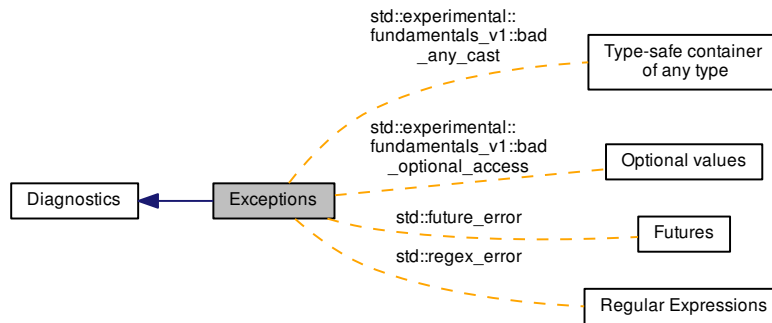 std::experimental::
fundamentals_v1::bad
_any_cast
Type-safe container
of any type
std::experimental::
fundamentals_v1::bad
_optional_access
Optional values
Diagnostics
Exceptions
std::future_error
Futures
std::regex_error
Regular Expressions